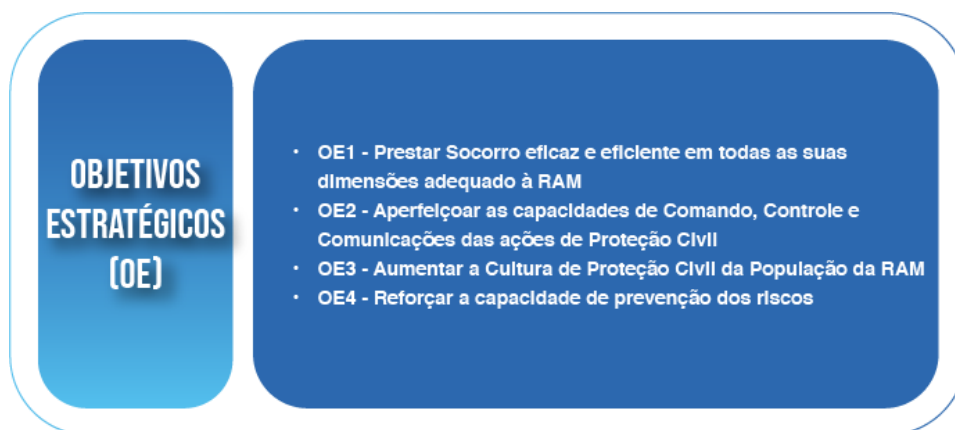 OBJETIVOS
ESTRATÉGICOS
(OE)
• OE1 - Prestar Socorro eficaz e eficiente em todas as suas
dimensões adequado à RAM
• OE2 - Aperfeiçoar as capacidades de Comando, Controle e
Comunicações das ações de Proteção Civil
• OE3 - Aumentar a Cultura de Proteção Civil da População da RAM
• OE4 - Reforçar a capacidade de prevenção dos riscos